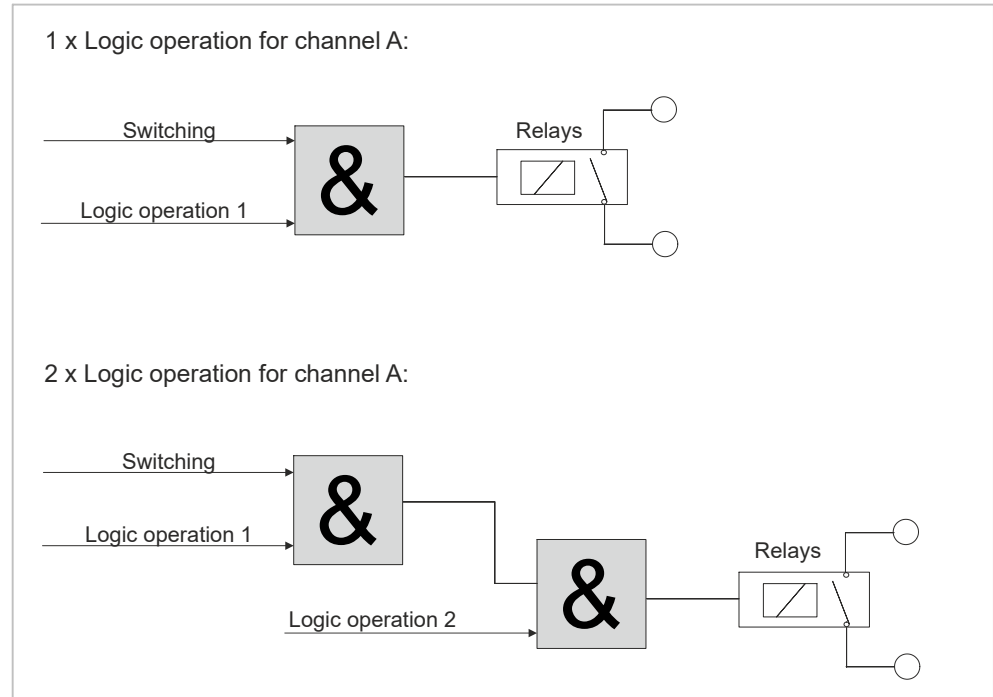 1 x Logic operation for channel A:
Switching
Relays
&
Logic operation 1
2 x Logic operation for channel A:
Switching
&
Logic operation 1
Relays
&
Logic operation 2